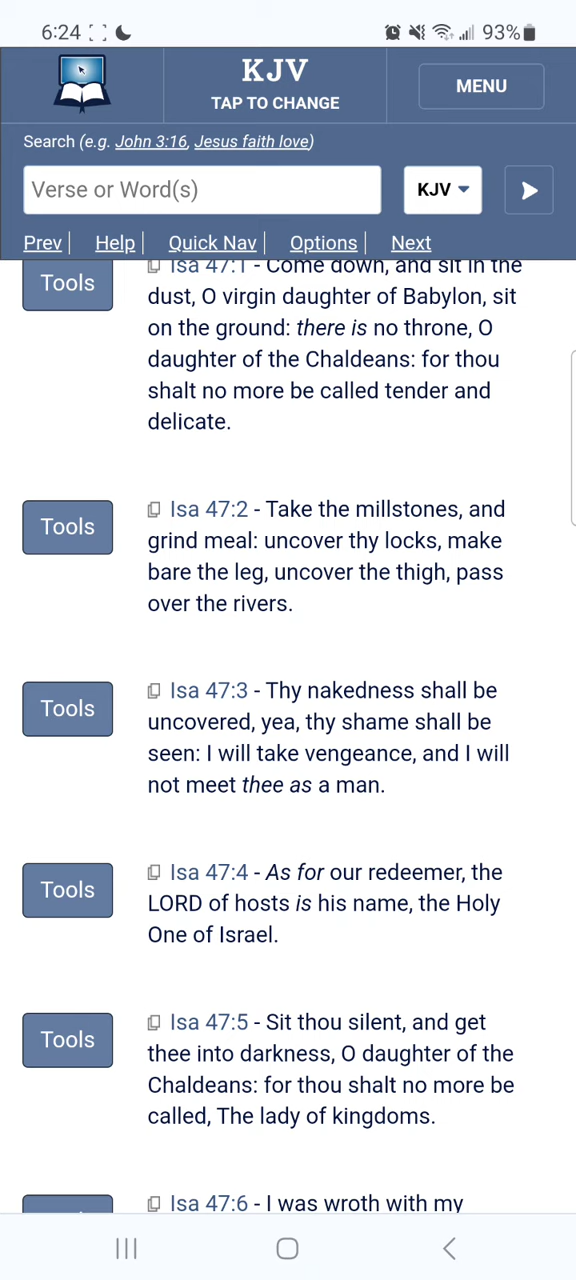 6:24 93%
KJV
TAP TO CHANGE
MENU
Search (e.g. John 3:16, Jesus faith love)
Verse or Word(s)
KJV
Prev Help Quick Nav Options Next
Tools
Isa 47:1 - Come down, and sit in the
dust, O virgin daughter of Babylon, sit
on the ground: there is no throne, O
daughter of the Chaldeans: for thou
shalt no more be called tender and
delicate.
Tools
Isa 47:2 - Take the millstones, and
grind meal: uncover thy locks, make
bare the leg, uncover the thigh, pass
over the rivers.
Tools
Isa 47:3 - Thy nakedness shall be
uncovered, yea, thy shame shall be
seen: I will take vengeance, and I will
not meet thee as a man.
Tools
Isa 47:4 - As for our redeemer, the
LORD of hosts is his name, the Holy
One of Israel.
Tools
Isa 47:5 - Sit thou silent, and get
thee into darkness, O daughter of the
Chaldeans: for thou shalt no more be
called, The lady of kingdoms.
Isa 47:6 - I was wroth with my